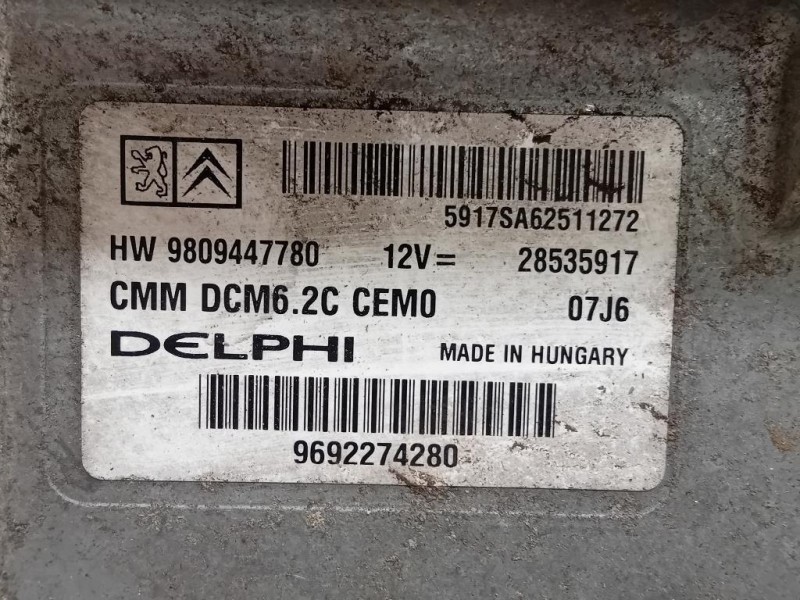 5917SA62511272
HW 9809447780 12V= 28535917
CMM DCM6.2C CEM0 07J6
DELPHI MADE IN HUNGARY
9692274280